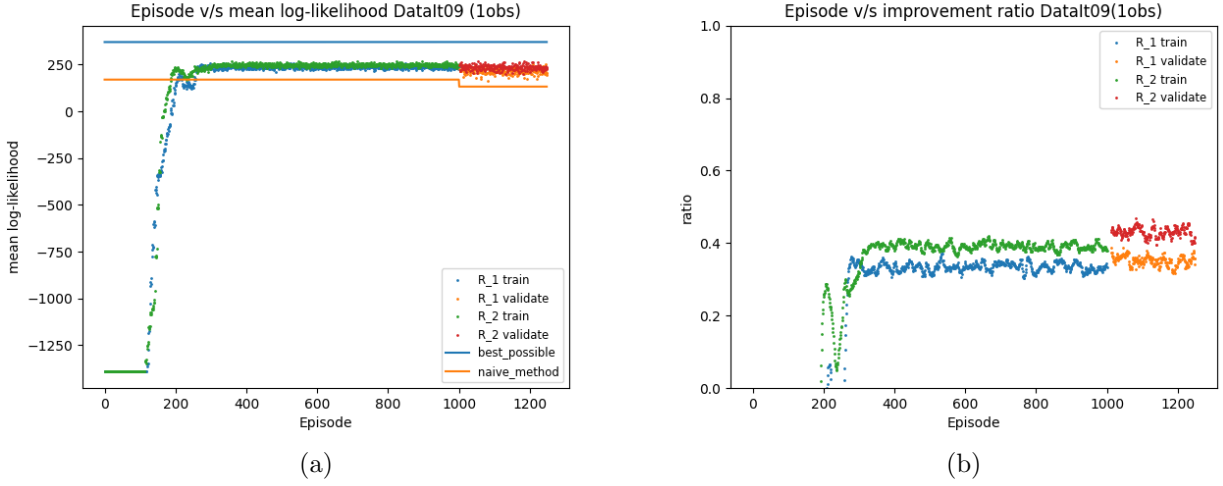 Episode v/s mean log-likelihood DataIt09 (1obs)
250
0
−250
−500
−750
−1000
−1250
mean log-likelihood
R_1 train
R_1 validate
R_2 train
R_2 validate
best_possible
naive_method
0
200
400
600
800
1000
1200
Episode
(a)
Episode v/s improvement ratio DataIt09(1obs)
1.0
0.8
0.6
0.4
0.2
0.0
ratio
R_1 train
R_1 validate
R_2 train
R_2 validate
0
200
400
600
800
1000
1200
Episode
(b)